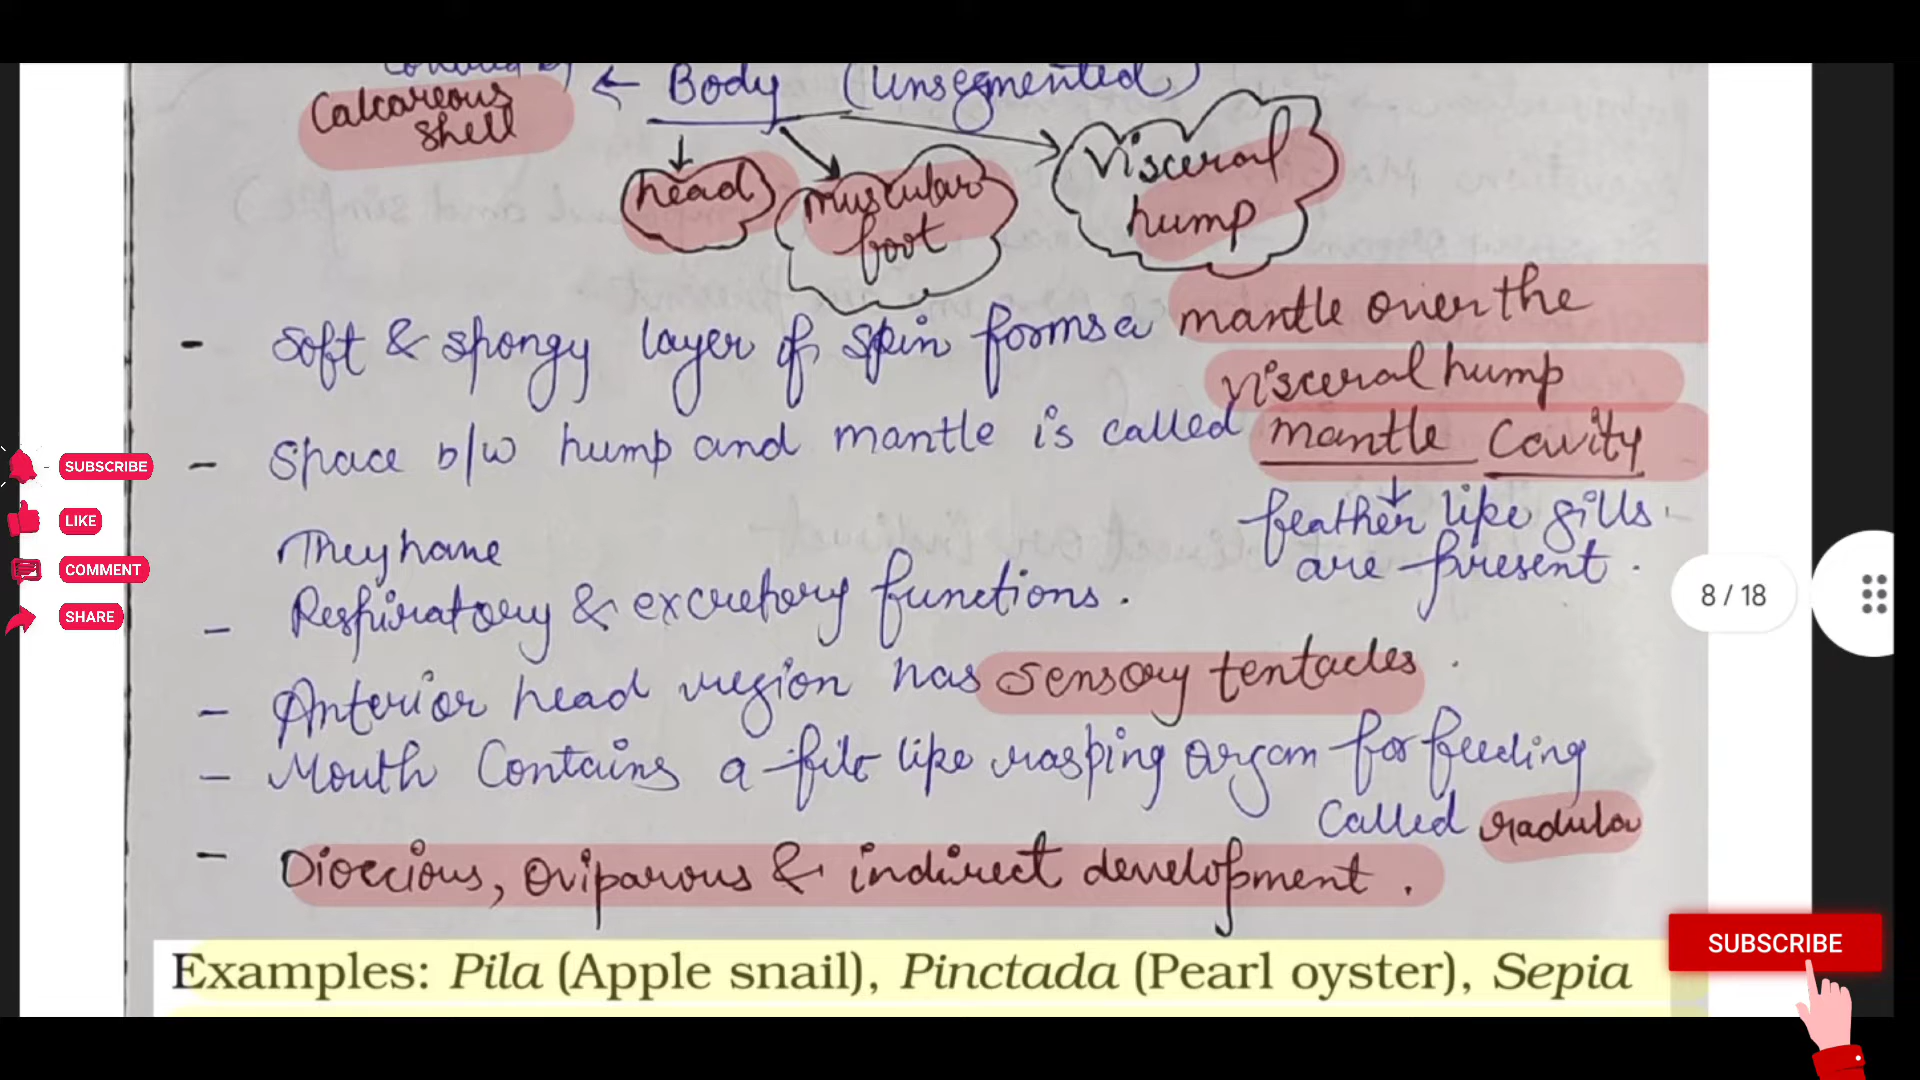 ← Body (Unsegmented)
Calcareous
shell
head
muscular
foot
Visceral
hump
- Soft & spongy layer of spin forms a mantle over the
visceral hump
- Space b/w hump and mantle is called mantle Cavity
↓
feather like gills
are present.
They have
- Respiratory & excretory functions.
- Anterior head region has sensory tentacles.
- Mouth Contains a file like rasping organ for feeding
Called radula
- Dioecious, oviparous & indirect development.
Examples: Pila (Apple snail), Pinctada (Pearl oyster), Sepia
SUBSCRIBE
LIKE
COMMENT
SHARE
8 / 18
SUBSCRIBE